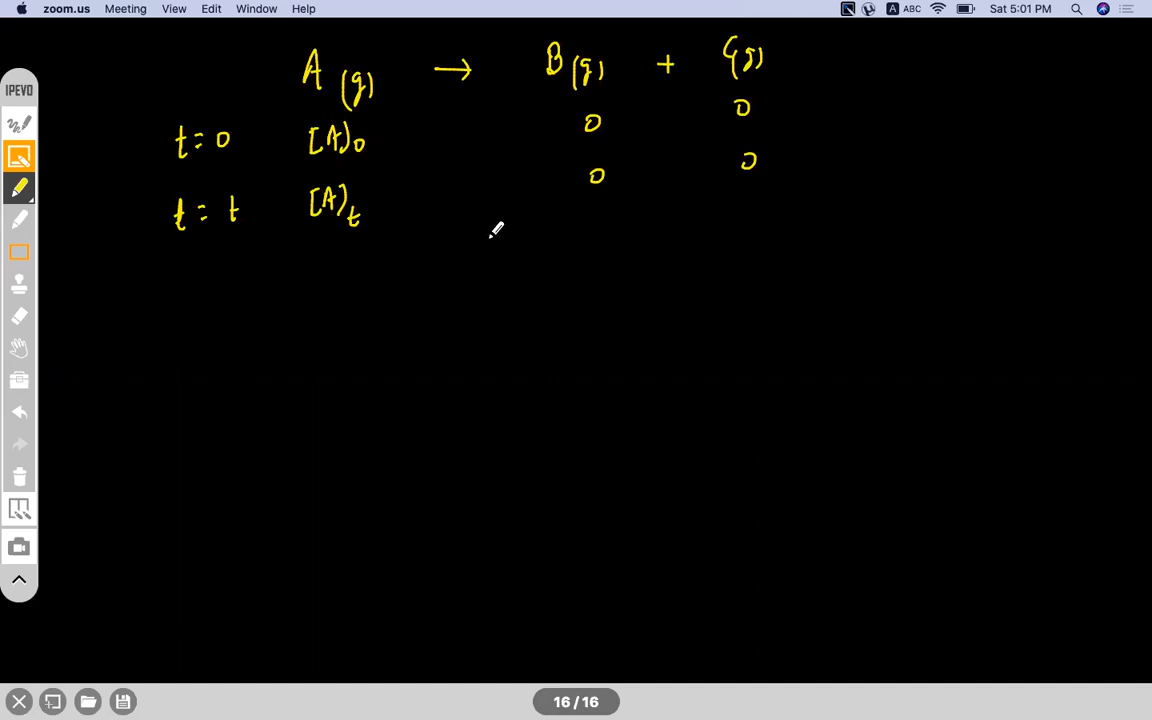 zoom.us Meeting View Edit Window Help A ABC Sat 5:01 PM
IPEVO
A (g) → B (g) + C(g)
t = 0 [A]0 0 0
t = t [A]t 0 0
16 / 16